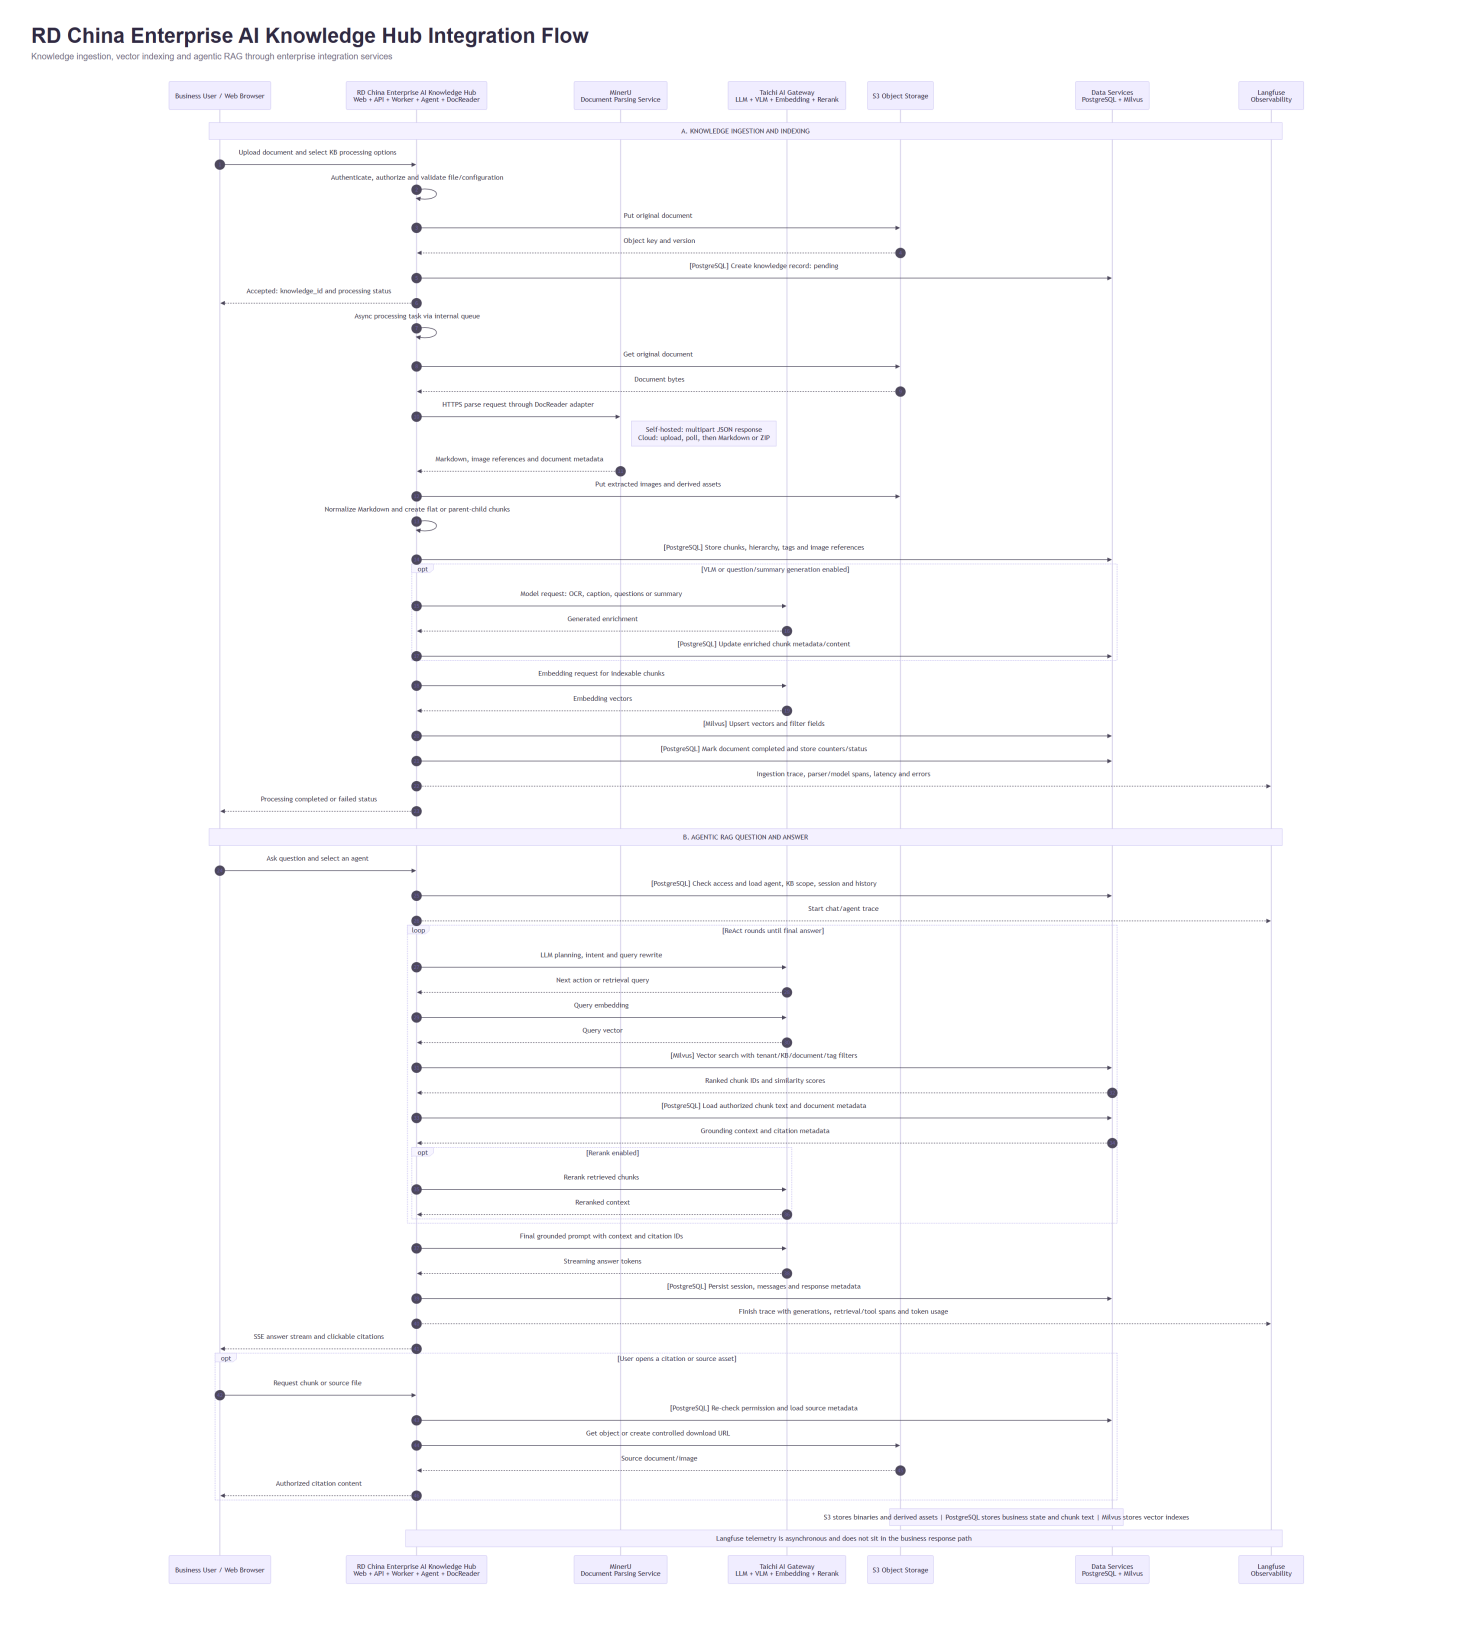 RD China Enterprise AI Knowledge Hub Integration Flow
Knowledge ingestion, vector indexing and agentic RAG through enterprise integration services
Business User / Web Browser
RD China Enterprise AI Knowledge Hub
Web + API + Worker + Agent + DocReader
MinerU
Document Parsing Service
Taichi AI Gateway
LLM + VLM + Embedding + Rerank
S3 Object Storage
Data Services
PostgreSQL + Milvus
Langfuse
Observability
A. KNOWLEDGE INGESTION AND INDEXING
Upload document and select KB processing options
Authenticate, authorize and validate file/configuration
Put original document
Object key and version
[PostgreSQL] Create knowledge record: pending
Accepted: knowledge_id and processing status
Async processing task via internal queue
Get original document
Document bytes
HTTPS parse request through DocReader adapter
Self-hosted: multipart JSON response
Cloud: upload, poll, then Markdown or ZIP
Markdown, image references and document metadata
Put extracted images and derived assets
Normalize Markdown and create flat or parent-child chunks
[PostgreSQL] Store chunks, hierarchy, tags and image references
opt
[VLM or question/summary generation enabled]
Model request: OCR, caption, questions or summary
Generated enrichment
[PostgreSQL] Update enriched chunk metadata/content
Embedding request for indexable chunks
Embedding vectors
[Milvus] Upsert vectors and filter fields
[PostgreSQL] Mark document completed and store counters/status
Ingestion trace, parser/model spans, latency and errors
Processing completed or failed status
B. AGENTIC RAG QUESTION AND ANSWER
Ask question and select an agent
[PostgreSQL] Check access and load agent, KB scope, session and history
Start chat/agent trace
loop
[ReAct rounds until final answer]
LLM planning, intent and query rewrite
Next action or retrieval query
Query embedding
Query vector
[Milvus] Vector search with tenant/KB/document/tag filters
Ranked chunk IDs and similarity scores
[PostgreSQL] Load authorized chunk text and document metadata
Grounding context and citation metadata
opt
[Rerank enabled]
Rerank retrieved chunks
Reranked context
Final grounded prompt with context and citation IDs
Streaming answer tokens
[PostgreSQL] Persist session, messages and response metadata
Finish trace with generations, retrieval/tool spans and token usage
SSE answer stream and clickable citations
opt
[User opens a citation or source asset]
Request chunk or source file
[PostgreSQL] Re-check permission and load source metadata
Get object or create controlled download URL
Source document/image
Authorized citation content
S3 stores binaries and derived assets | PostgreSQL stores business state and chunk text | Milvus stores vector indexes
Langfuse telemetry is asynchronous and does not sit in the business response path
Business User / Web Browser
RD China Enterprise AI Knowledge Hub
Web + API + Worker + Agent + DocReader
MinerU
Document Parsing Service
Taichi AI Gateway
LLM + VLM + Embedding + Rerank
S3 Object Storage
Data Services
PostgreSQL + Milvus
Langfuse
Observability